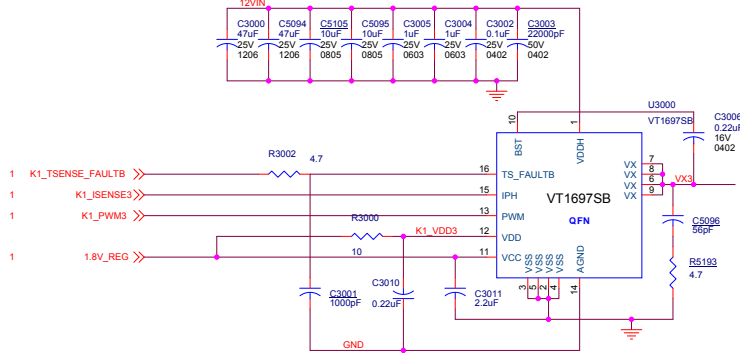 12VIN
C3000 C5094 C5105 C5095 C3005 C3004 C3002 C3003
47uF 47uF 10uF 10uF 1uF 1uF 0.1uF 22000pF
25V 25V 25V 25V 25V 25V 25V 50V
1206 1206 0805 0805 0603 0603 0402 0402
U3000
VT1697SB
C3006
0.22uF
16V
0402
10 1
BST VDDH
R3002
4.7
1 K1_TSENSE_FAULTB 16 TS_FAULTB
1 K1_ISENSE3 15 IPH
1 K1_PWM3 13 PWM
R3000 K1_VDD3 12 VDD
1 1.8V_REG 10 11 VCC
VT1697SB
QFN
VX 7
VX 8
VX 6 VX3
VX 9
C5096
56pF
R5193
4.7
VSS VSS VSS VSS AGND
3 5 2 4 14
C3001
1000pF
C3010
0.22uF
C3011
2.2uF
GND